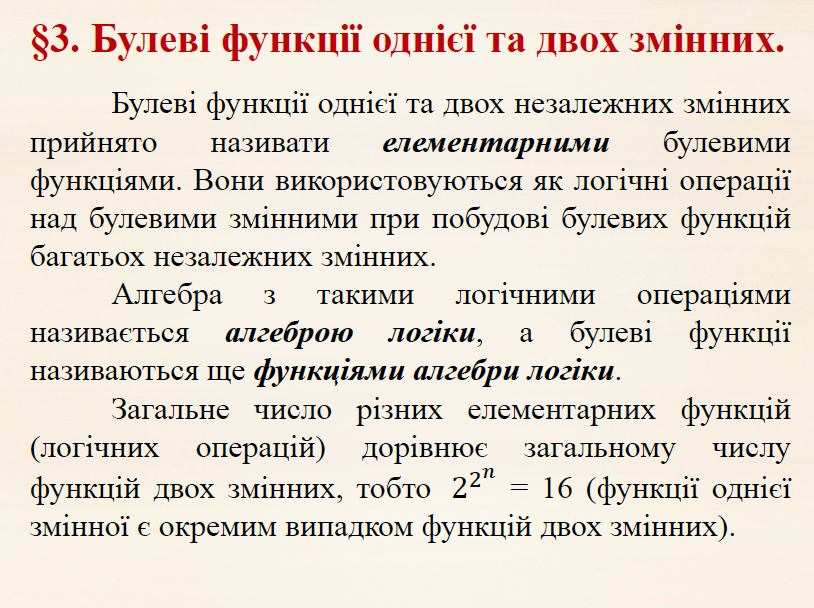 §3. Булеві функції однієї та двох змінних.
Булеві функції однієї та двох незалежних змінних
прийнято називати елементарними булевими
функціями. Вони використовуються як логічні операції
над булевими змінними при побудові булевих функцій
багатьох незалежних змінних.
Алгебра з такими логічними операціями
називається алгеброю логіки, а булеві функції
називаються ще функціями алгебри логіки.
Загальне число різних елементарних функцій
(логічних операцій) дорівнює загальному числу
функцій двох змінних, тобто 2^{2^n} = 16 (функції однієї
змінної є окремим випадком функцій двох змінних).